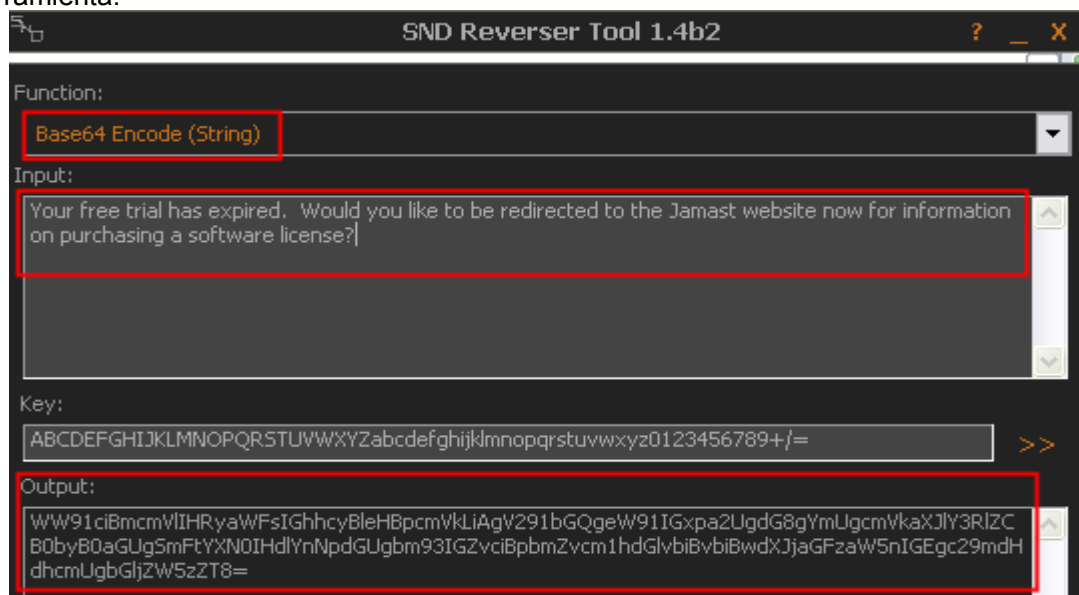 ramienta.
SND Reverser Tool 1.4b2 ? _ X
Function:
Base64 Encode (String)
Input:
Your free trial has expired.  Would you like to be redirected to the Jamast website now for information
on purchasing a software license?
Key:
ABCDEFGHIJKLMNOPQRSTUVWXYZabcdefghijklmnopqrstuvwxyz0123456789+/=
>>
Output:
WW91ciBmcmVlIHRyaWFsIGhhcyBleHBpcmVkLiAgV291bGQgeW91IGxpa2UgdG8gYmUgcmVkaXJlY3RlZC
B0byB0aGUgSmFtYXN0IHdlYnNpdGUgbm93IGZvciBpbmZvcm1hdGlvbiBvbiBwdXJjaGFzaW5nIGEgc29mdH
dhcmUgbGljZW5zZT8=